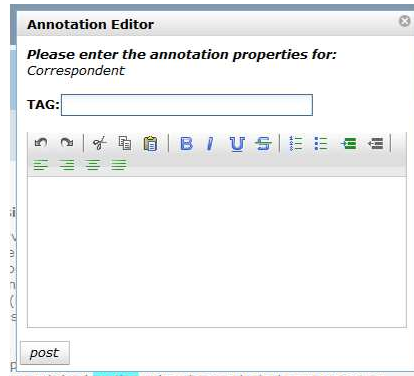 Annotation Editor
Please enter the annotation properties for:
Correspondent
TAG:
B I U S
post